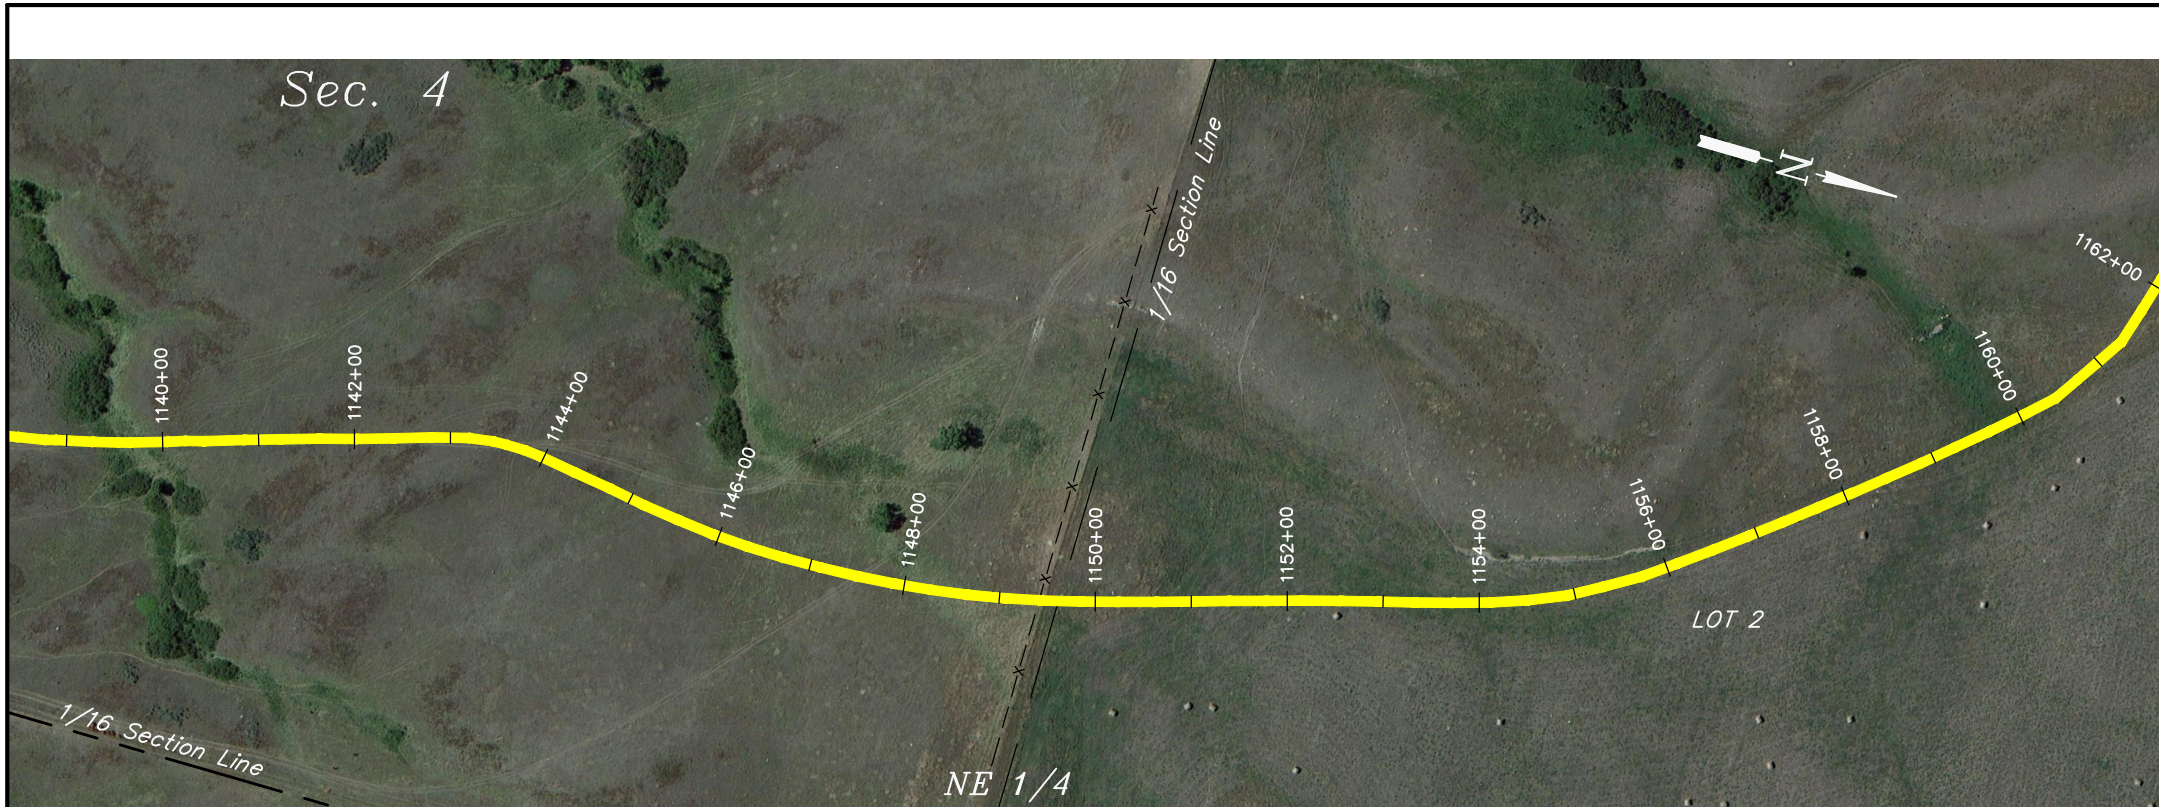 Sec. 4
1/16 Section Line
N
1140+00
1142+00
1144+00
1146+00
1148+00
1150+00
1152+00
1154+00
1156+00
1158+00
1160+00
1162+00
LOT 2
1/16 Section Line
NE 1/4